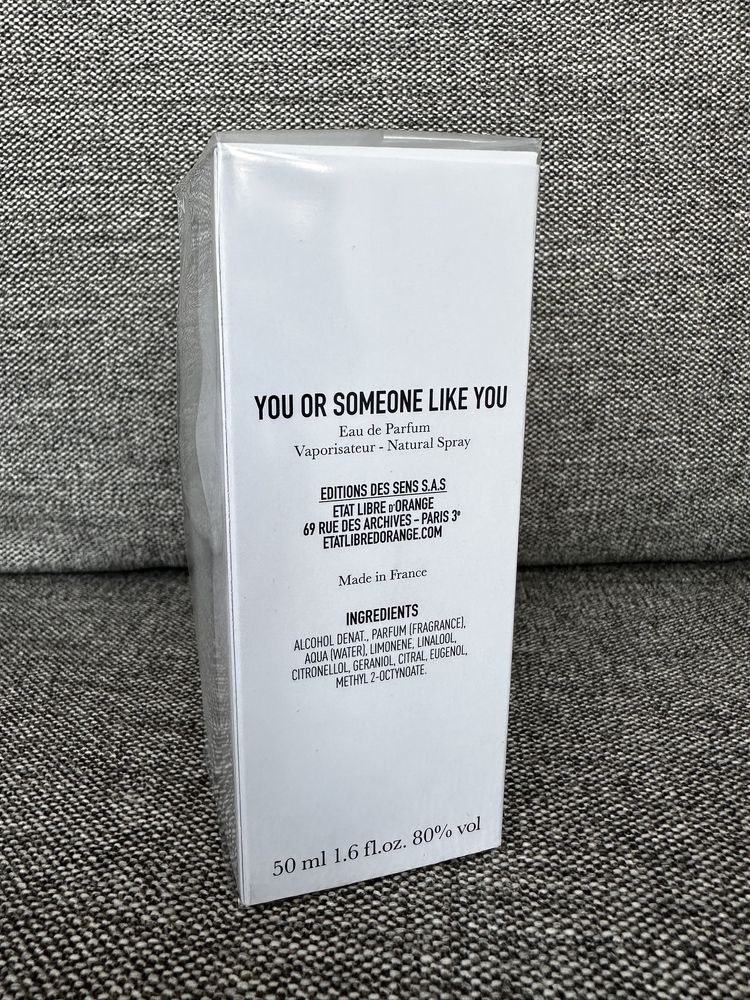 YOU OR SOMEONE LIKE YOU
Eau de Parfum
Vaporisateur - Natural Spray
EDITIONS DES SENS S.A.S
ETAT LIBRE D'ORANGE
69 RUE DES ARCHIVES - PARIS 3e
ETATLIBREDORANGE.COM
Made in France
INGREDIENTS
ALCOHOL DENAT., PARFUM (FRAGRANCE),
AQUA (WATER), LIMONENE, LINALOOL,
CITRONELLOL, GERANIOL, CITRAL, EUGENOL,
METHYL 2-OCTYNOATE.
50 ml 1.6 fl.oz. 80% vol